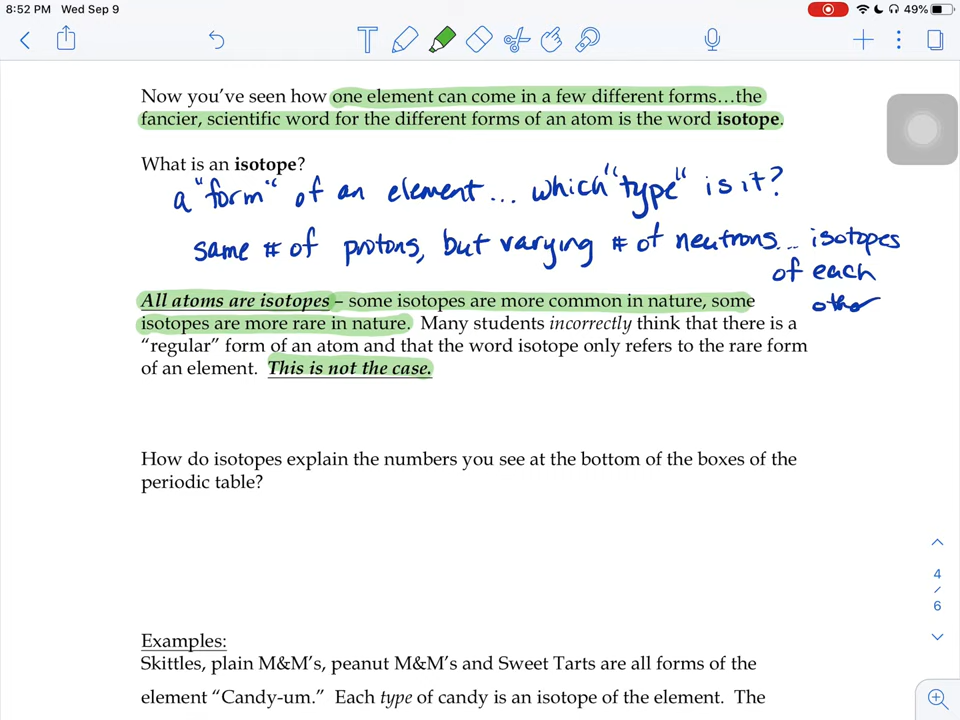 8:52 PM Wed Sep 9 49%
T
Now you've seen how one element can come in a few different forms…the
fancier, scientific word for the different forms of an atom is the word isotope.
What is an isotope?
a "form" of an element... which "type" is it?
same # of protons, but varying # of neutrons... isotopes
of each
other
All atoms are isotopes – some isotopes are more common in nature, some
isotopes are more rare in nature. Many students incorrectly think that there is a
"regular" form of an atom and that the word isotope only refers to the rare form
of an element. This is not the case.
How do isotopes explain the numbers you see at the bottom of the boxes of the
periodic table?
4
/
6
Examples:
Skittles, plain M&M's, peanut M&M's and Sweet Tarts are all forms of the
element "Candy-um." Each type of candy is an isotope of the element. The